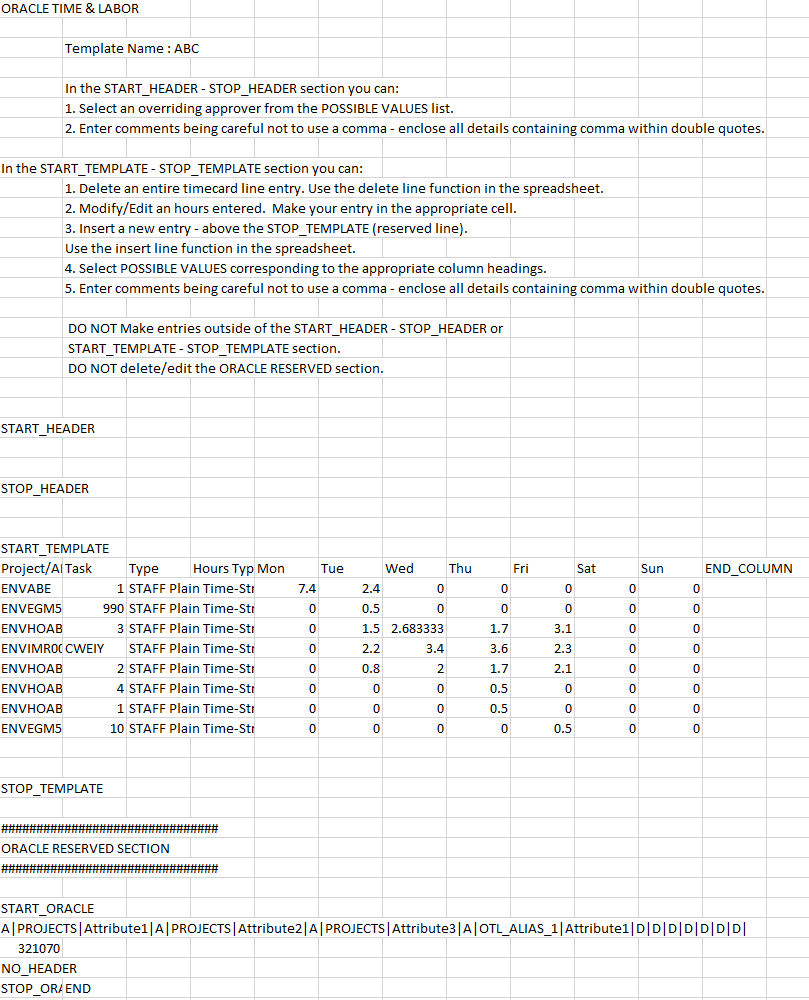 ORACLE TIME & LABOR
Template Name : ABC
In the START_HEADER - STOP_HEADER section you can:
1. Select an overriding approver from the POSSIBLE VALUES list.
2. Enter comments being careful not to use a comma - enclose all details containing comma within double quotes.
In the START_TEMPLATE - STOP_TEMPLATE section you can:
1. Delete an entire timecard line entry. Use the delete line function in the spreadsheet.
2. Modify/Edit an hours entered.  Make your entry in the appropriate cell.
3. Insert a new entry - above the STOP_TEMPLATE (reserved line).
Use the insert line function in the spreadsheet.
4. Select POSSIBLE VALUES corresponding to the appropriate column headings.
5. Enter comments being careful not to use a comma - enclose all details containing comma within double quotes.
DO NOT Make entries outside of the START_HEADER - STOP_HEADER or
START_TEMPLATE - STOP_TEMPLATE section.
DO NOT delete/edit the ORACLE RESERVED section.
START_HEADER
STOP_HEADER
START_TEMPLATE
Project/A Task Type Hours Typ Mon Tue Wed Thu Fri Sat Sun END_COLUMN
ENVABE 1 STAFF Plain Time-Str 7.4 2.4 0 0 0 0 0
ENVEGM5 990 STAFF Plain Time-Str 0 0.5 0 0 0 0 0
ENVHOAB 3 STAFF Plain Time-Str 0 1.5 2.683333 1.7 3.1 0 0
ENVIMR00 CWEIY STAFF Plain Time-Str 0 2.2 3.4 3.6 2.3 0 0
ENVHOAB 2 STAFF Plain Time-Str 0 0.8 2 1.7 2.1 0 0
ENVHOAB 4 STAFF Plain Time-Str 0 0 0 0.5 0 0 0
ENVHOAB 1 STAFF Plain Time-Str 0 0 0 0.5 0 0 0
ENVEGM5 10 STAFF Plain Time-Str 0 0 0 0 0.5 0 0
STOP_TEMPLATE
###############################
ORACLE RESERVED SECTION
###############################
START_ORACLE
A|PROJECTS|Attribute1|A|PROJECTS|Attribute2|A|PROJECTS|Attribute3|A|OTL_ALIAS_1|Attribute1|D|D|D|D|D|D|D|
321070
NO_HEADER
STOP_ORA END